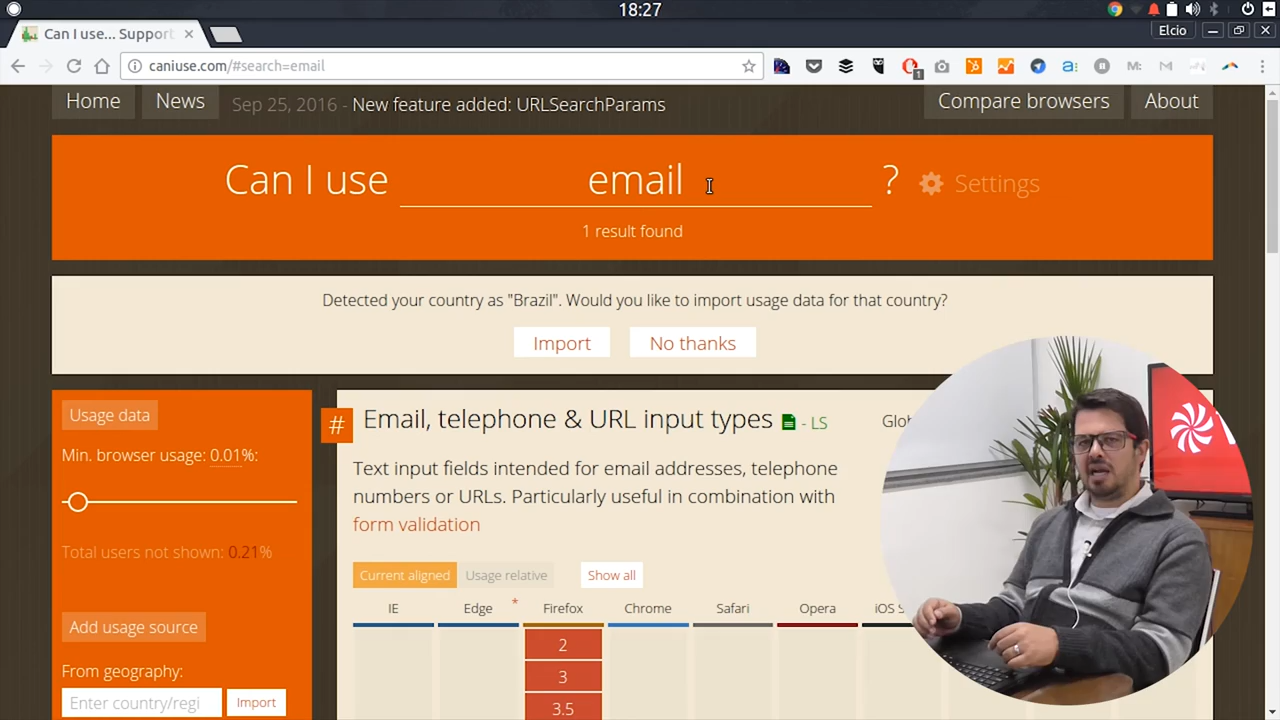 18:27
Can I use... Support
Elcio
caniuse.com/#search=email
1
Home
News
Sep 25, 2016 - New feature added: URLSearchParams
Compare browsers
About
Can I use email ?
Settings
1 result found
Detected your country as "Brazil". Would you like to import usage data for that country?
Import
No thanks
Usage data
Min. browser usage: 0.01%:
Total users not shown: 0.21%
Add usage source
From geography:
Enter country/regi
Import
# Email, telephone & URL input types - LS
Text input fields intended for email addresses, telephone
numbers or URLs. Particularly useful in combination with
form validation
Current aligned
Usage relative
Show all
IE
Edge *
Firefox
Chrome
Safari
Opera
2
3
3.5